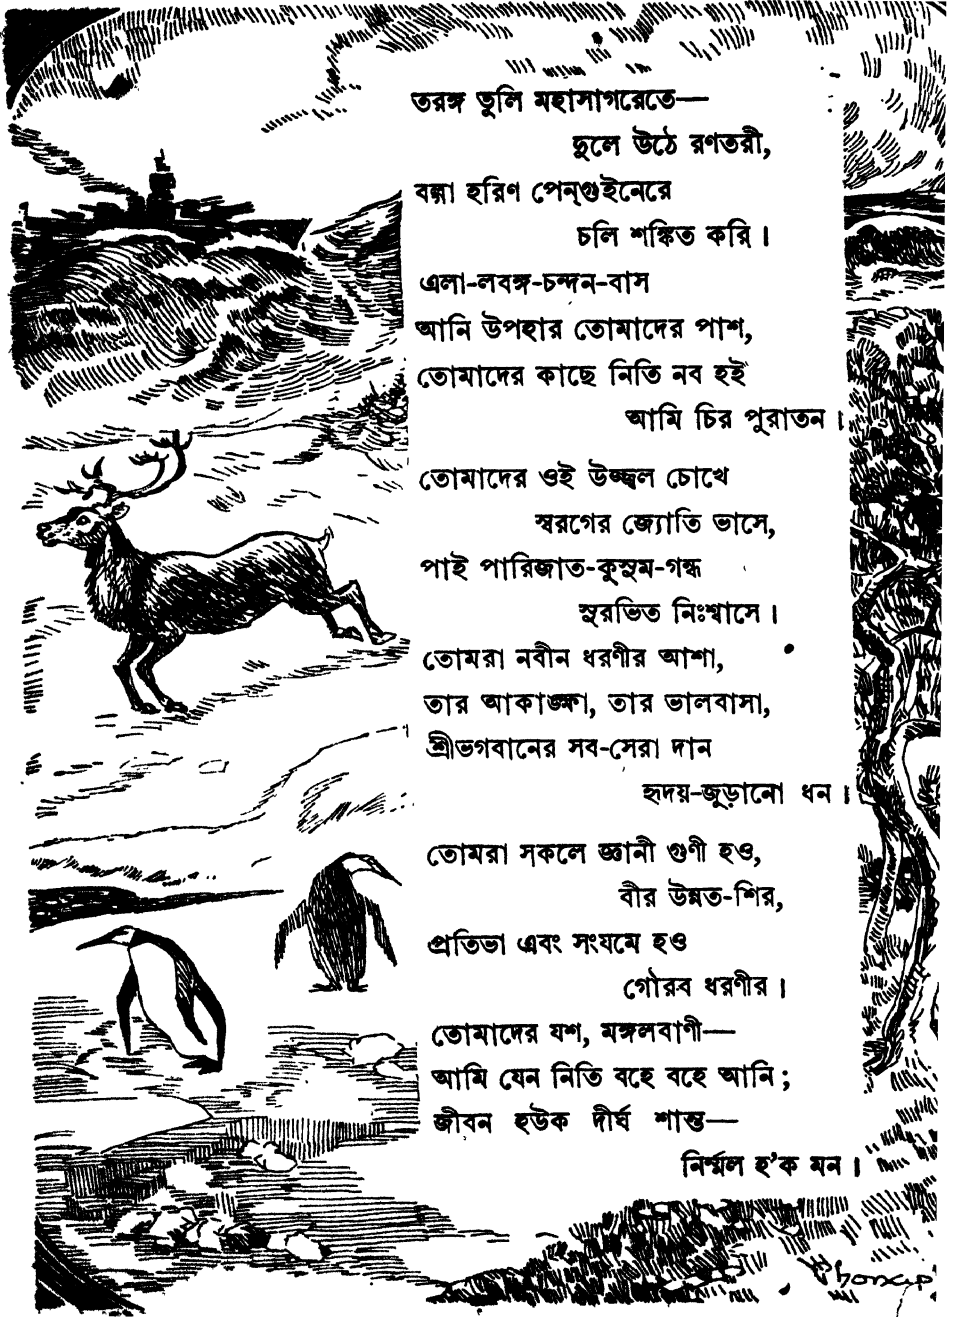 তরঙ্গ তুলি মহাসাগরেতে—
দুলে উঠে রণতরী,
বল্গা হরিণ পেন্‌গুইনেরে
চলি শঙ্কিত করি।
এলা-লবঙ্গ-চন্দন-বাস
আনি উপহার তোমাদের পাশ,
তোমাদের কাছে নিতি নব হই
আমি চির পুরাতন।
তোমাদের ওই উজ্জ্বল চোখে
স্বরগের জ্যোতি ভাসে,
পাই পারিজাত-কুসুম-গন্ধ
সুরভিত নিঃশ্বাসে।
তোমরা নবীন ধরণীর আশা,
তার আকাঙ্ক্ষা, তার ভালবাসা,
শ্রীভগবানের সব-সেরা দান
হৃদয়-জুড়ানো ধন।
তোমরা সকলে জ্ঞানী গুণী হও,
বীর উন্নত-শির,
প্রতিভা এবং সংযমে হও
গৌরব ধরণীর।
তোমাদের যশ, মঙ্গলবাণী—
আমি যেন নিতি বহে বহে আনি;
জীবন হউক দীর্ঘ শান্ত—
নির্ম্মল হ'ক মন।